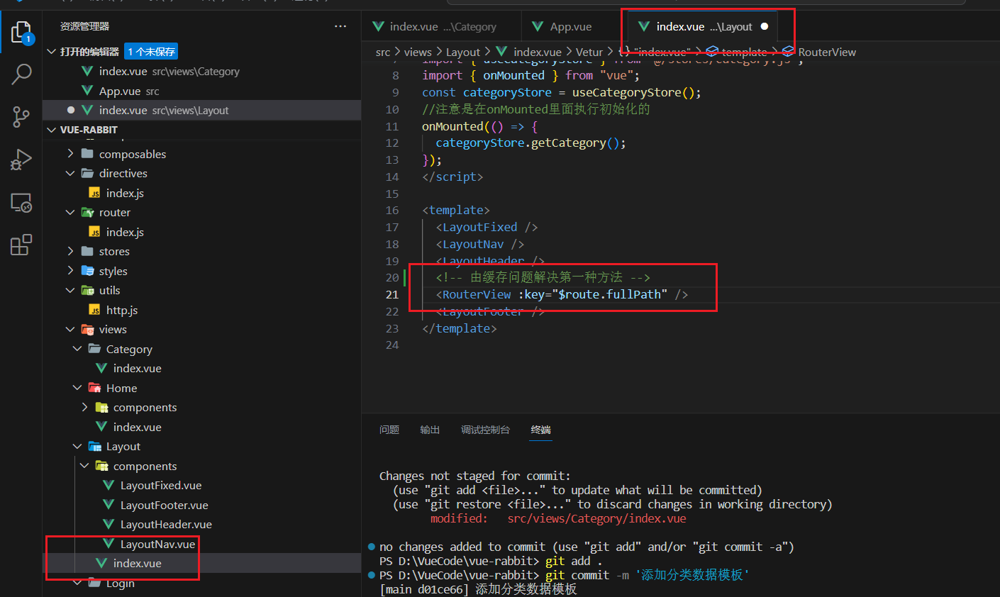 资源管理器
打开的编辑器 1 个未保存
index.vue src\views\Category
App.vue src
index.vue src\views\Layout
VUE-RABBIT
composables
directives
index.js
router
index.js
stores
styles
utils
http.js
views
Category
index.vue
Home
components
index.vue
Layout
components
LayoutFixed.vue
LayoutFooter.vue
LayoutHeader.vue
LayoutNav.vue
index.vue
Login
1
index.vue ...\Category
App.vue
index.vue ...\Layout
src > views > Layout > index.vue > Vetur > {} "index.vue" > template > RouterView
7 import { useCategoryStore } from "@/stores/category.js";
8 import { onMounted } from "vue";
9 const categoryStore = useCategoryStore();
10 //注意是在onMounted里面执行初始化的
11 onMounted(() => {
12 categoryStore.getCategory();
13 });
14 </script>
15
16 <template>
17 <LayoutFixed />
18 <LayoutNav />
19 <LayoutHeader />
20 <!-- 由缓存问题解决第一种方法 -->
21 <RouterView :key="$route.fullPath" />
22 <LayoutFooter />
23 </template>
24
问题 输出 调试控制台 终端
Changes not staged for commit:
(use "git add <file>..." to update what will be committed)
(use "git restore <file>..." to discard changes in working directory)
modified: src/views/Category/index.vue
no changes added to commit (use "git add" and/or "git commit -a")
PS D:\VueCode\vue-rabbit> git add .
PS D:\VueCode\vue-rabbit> git commit -m '添加分类数据模板'
[main d01ce66] 添加分类数据模板